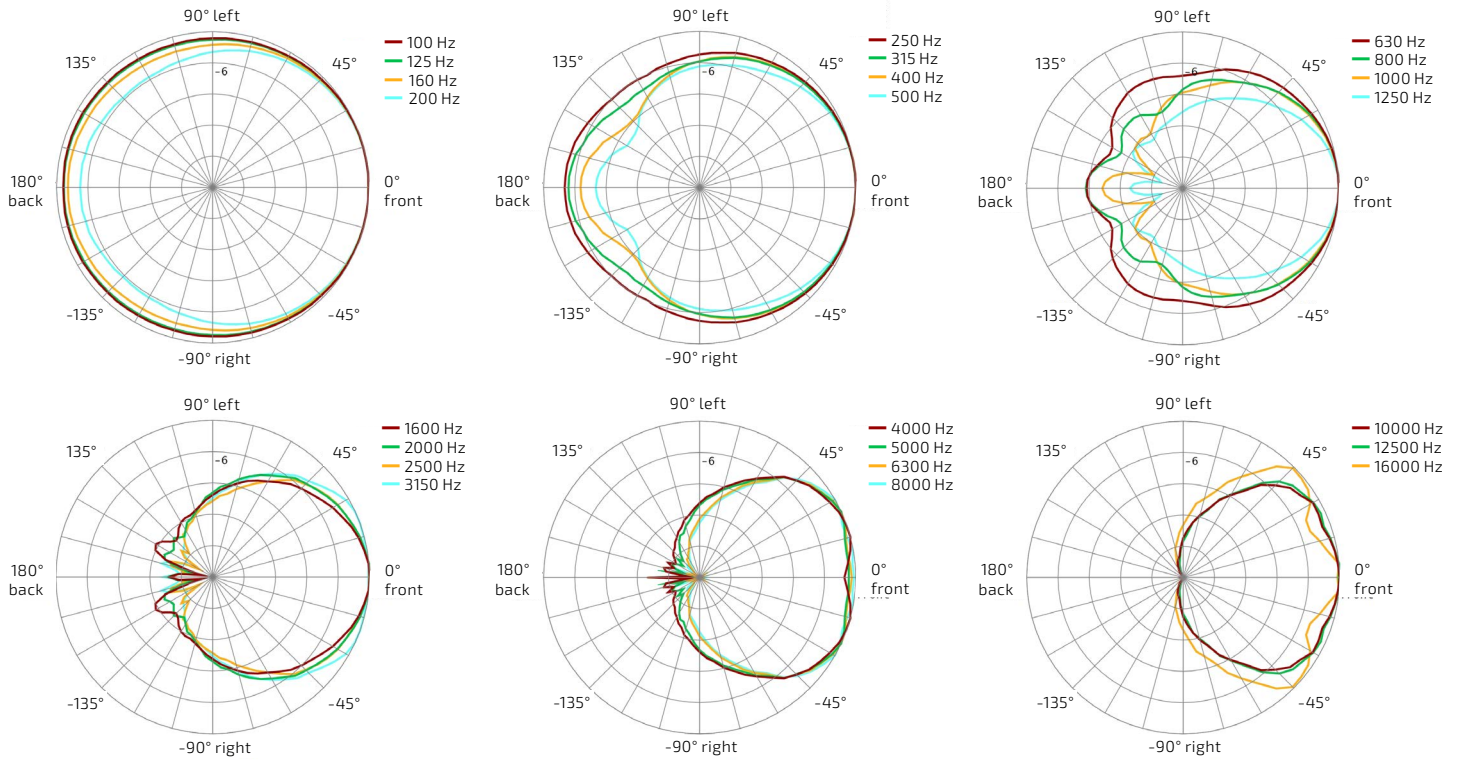 90° left
135°
45°
-6
180°
back
0°
front
-135°
-45°
-90° right
100 Hz
125 Hz
160 Hz
200 Hz
90° left
135°
45°
-6
180°
back
0°
front
-135°
-45°
-90° right
250 Hz
315 Hz
400 Hz
500 Hz
90° left
135°
45°
-6
180°
back
0°
front
-135°
-45°
-90° right
630 Hz
800 Hz
1000 Hz
1250 Hz
90° left
135°
45°
-6
180°
back
0°
front
-135°
-45°
-90° right
1600 Hz
2000 Hz
2500 Hz
3150 Hz
90° left
135°
45°
-6
180°
back
0°
front
-135°
-45°
-90° right
4000 Hz
5000 Hz
6300 Hz
8000 Hz
90° left
135°
45°
-6
180°
back
0°
front
-135°
-45°
-90° right
10000 Hz
12500 Hz
16000 Hz